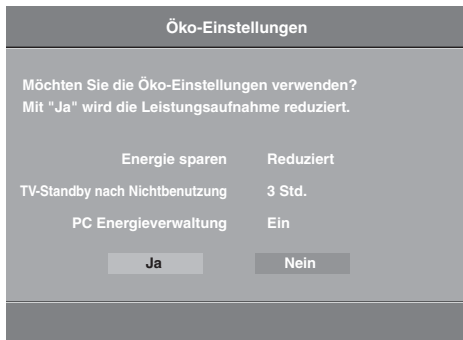 Öko-Einstellungen
Möchten Sie die Öko-Einstellungen verwenden?
Mit "Ja" wird die Leistungsaufnahme reduziert.
Energie sparen Reduziert
TV-Standby nach Nichtbenutzung 3 Std.
PC Energieverwaltung Ein
Ja Nein